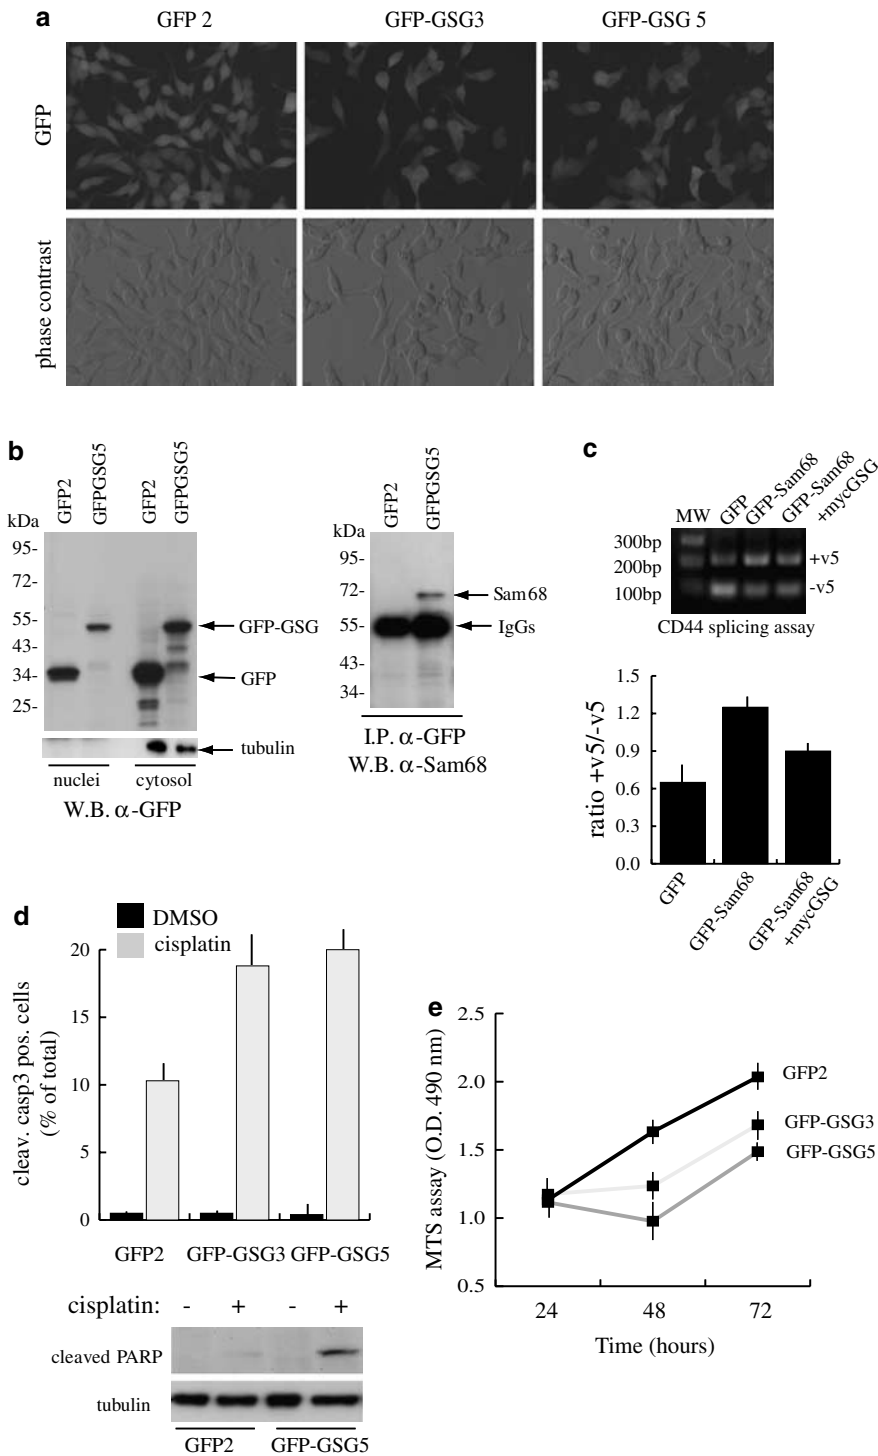 a
GFP 2
GFP-GSG3
GFP-GSG 5
GFP
phase contrast
b
GFP2
GFPGSG5
GFP2
GFPGSG5
kDa
95-
72-
55-
43-
34-
25-
GFP-GSG
GFP
tubulin
nuclei
cytosol
W.B. α-GFP
GFP2
GFPGSG5
kDa
95-
72-
55-
43-
34-
Sam68
IgGs
I.P. α-GFP
W.B. α-Sam68
c
MW
GFP
GFP-Sam68
GFP-Sam68
+mycGSG
300bp
200bp
100bp
+v5
-v5
CD44 splicing assay
ratio +v5/-v5
1.5
1.2
0.9
0.6
0.3
0.0
GFP
GFP-Sam68
GFP-Sam68
+mycGSG
d
DMSO
cisplatin
cleav. casp3 pos. cells
(% of total)
20
15
10
5
0
GFP2
GFP-GSG3
GFP-GSG5
cisplatin:
-
+
-
+
cleaved PARP
tubulin
GFP2
GFP-GSG5
e
MTS assay (O.D. 490 nm)
2.5
2.0
1.5
1.0
0.5
GFP2
GFP-GSG3
GFP-GSG5
24
48
72
Time (hours)